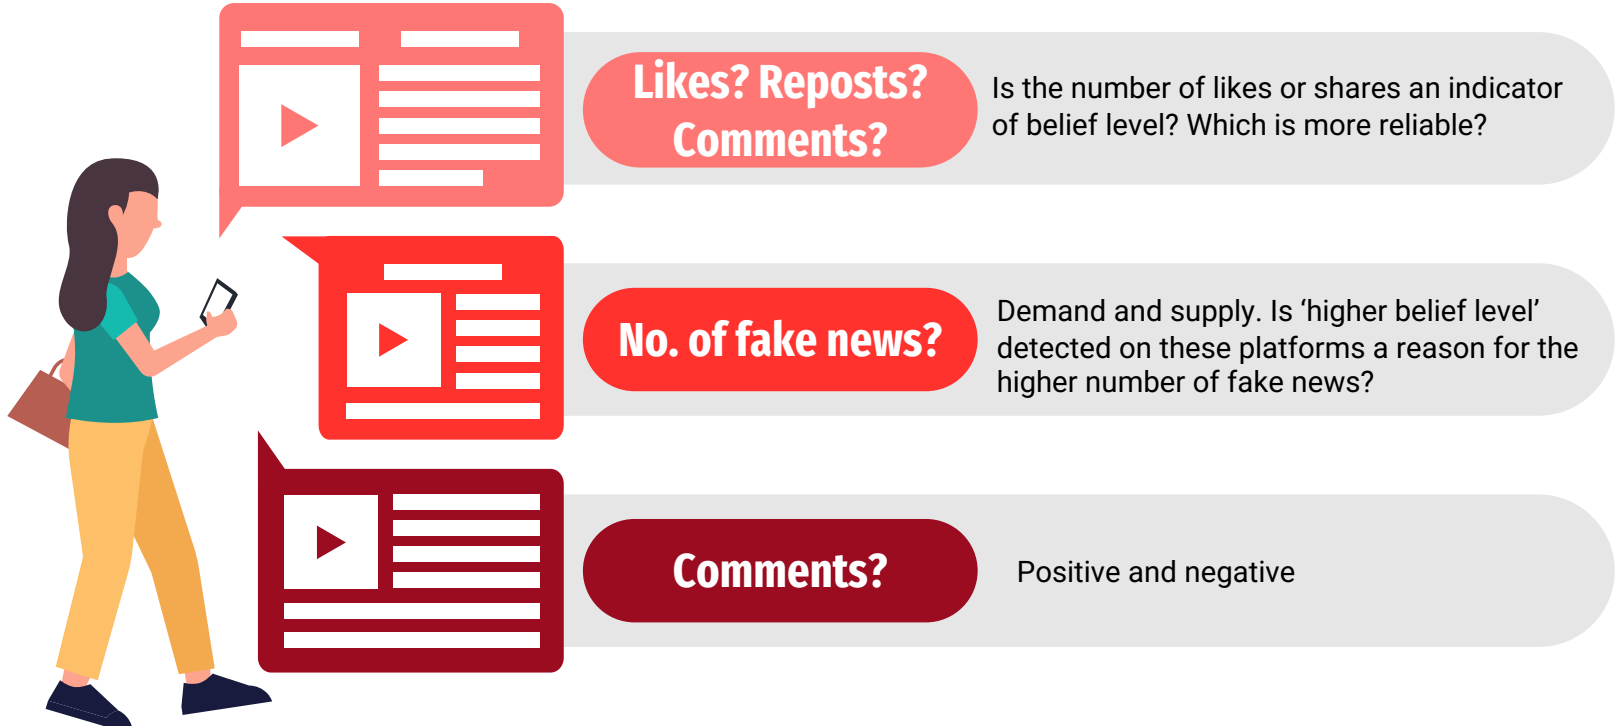 Likes? Reposts?
Comments?
Is the number of likes or shares an indicator
of belief level? Which is more reliable?
No. of fake news?
Demand and supply. Is ‘higher belief level’
detected on these platforms a reason for the
higher number of fake news?
Comments?
Positive and negative